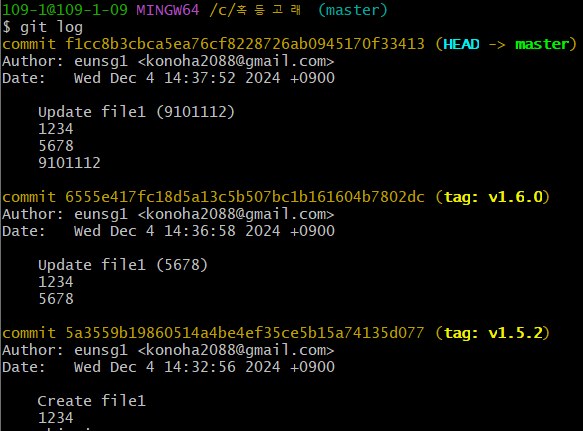 109-1@109-1-09 MINGW64 /c/혹등고래 (master)
$ git log
commit f1cc8b3cbca5ea76cf8228726ab0945170f33413 (HEAD -> master)
Author: eunsg1 <konoha2088@gmail.com>
Date:   Wed Dec 4 14:37:52 2024 +0900
    Update file1 (9101112)
    1234
    5678
    9101112
commit 6555e417fc18d5a13c5b507bc1b161604b7802dc (tag: v1.6.0)
Author: eunsg1 <konoha2088@gmail.com>
Date:   Wed Dec 4 14:36:58 2024 +0900
    Update file1 (5678)
    1234
    5678
commit 5a3559b19860514a4be4ef35ce5b15a74135d077 (tag: v1.5.2)
Author: eunsg1 <konoha2088@gmail.com>
Date:   Wed Dec 4 14:32:56 2024 +0900
    Create file1
    1234